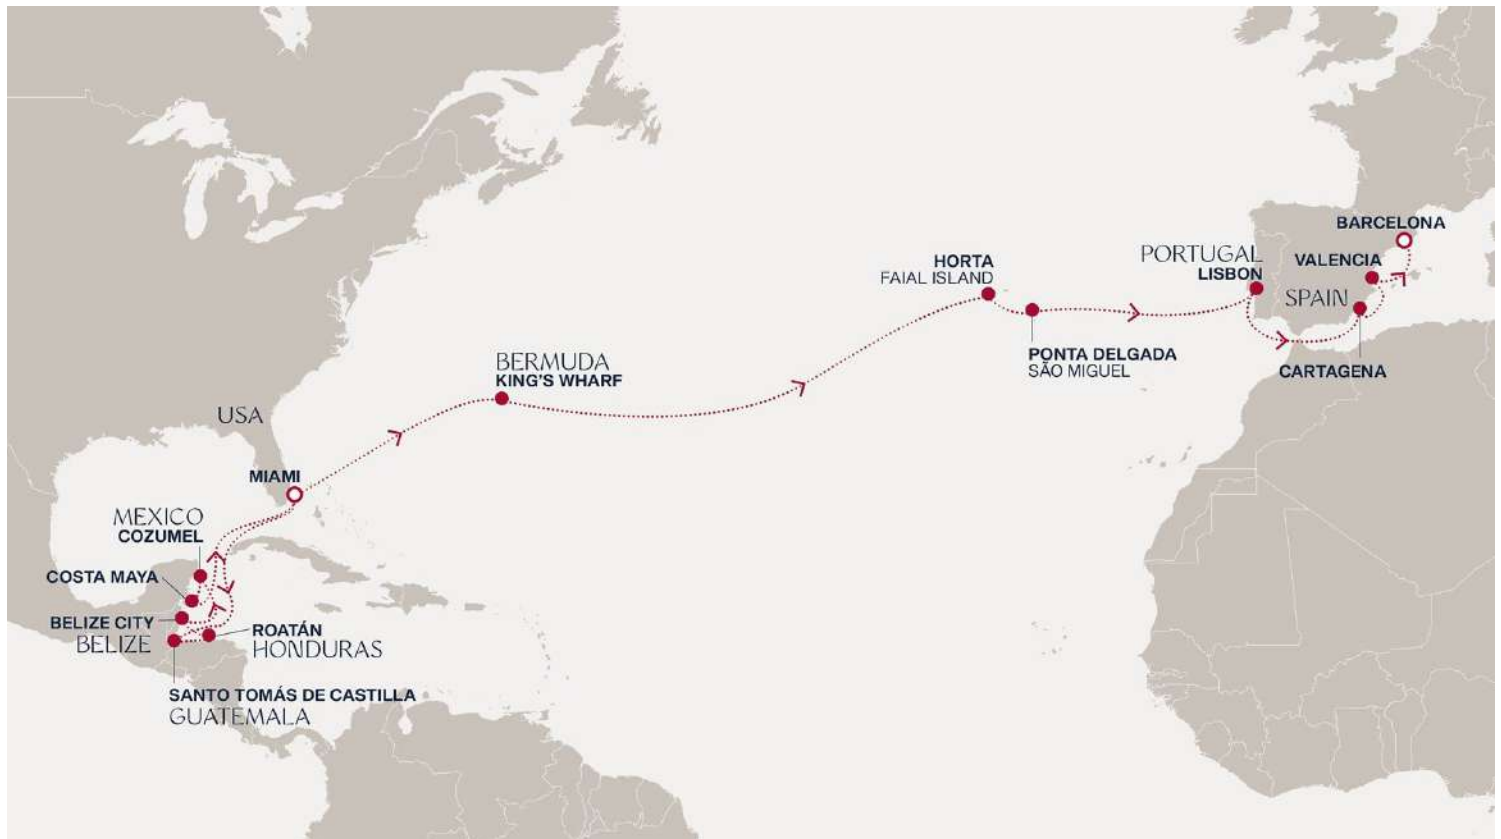 BARCELONA
PORTUGAL
LISBON
VALENCIA
HORTA
FAIAL ISLAND
SPAIN
PONTA DELGADA
SÃO MIGUEL
CARTAGENA
BERMUDA
KING'S WHARF
USA
MIAMI
MEXICO
COZUMEL
COSTA MAYA
BELIZE CITY
BELIZE
ROATÁN
HONDURAS
SANTO TOMÁS DE CASTILLA
GUATEMALA